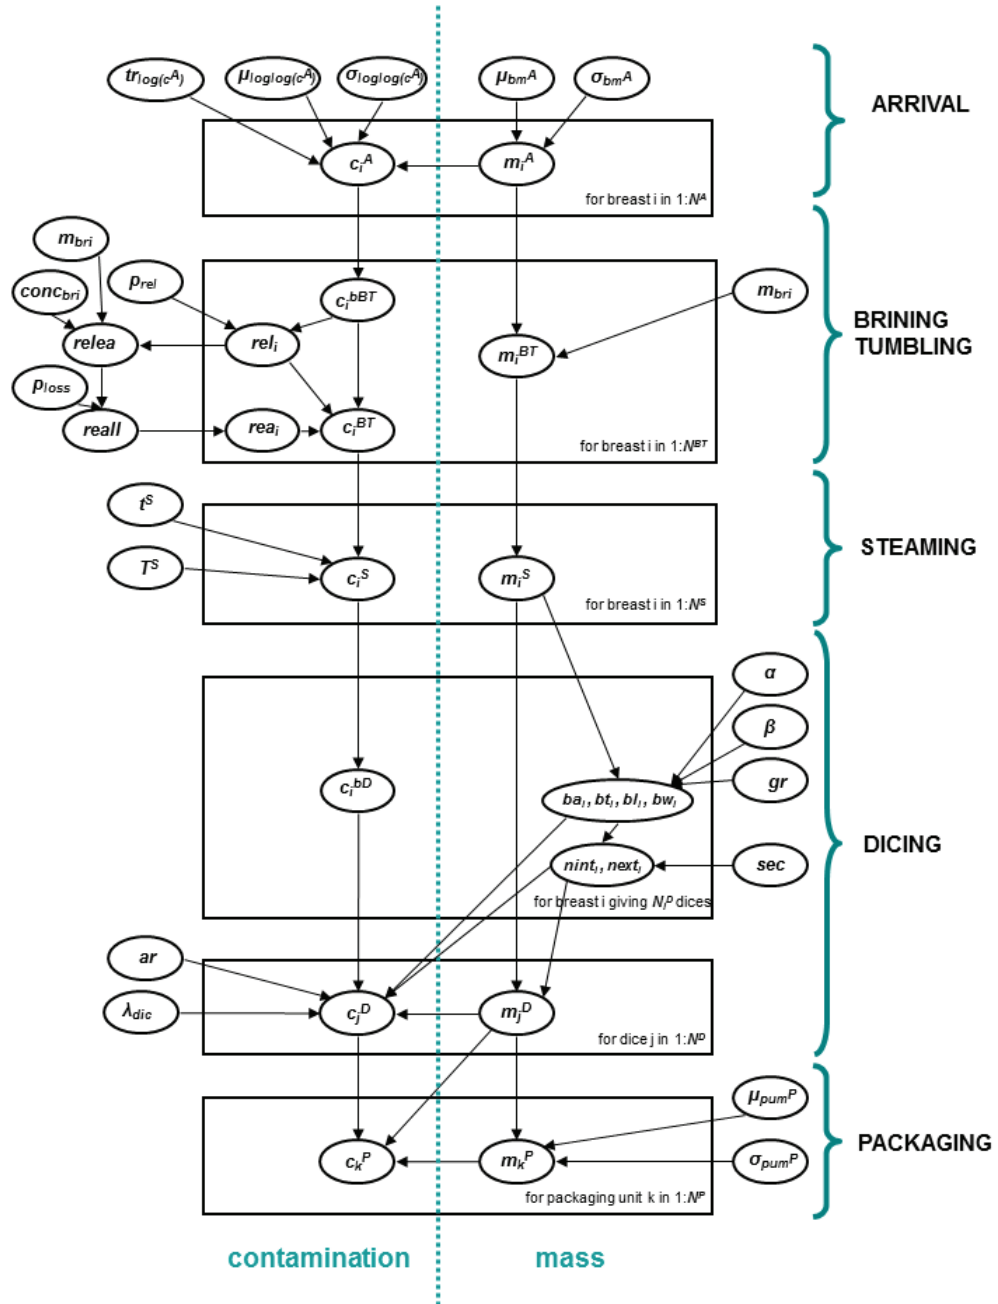 tr_log(c^A)
μ_loglog(c^A)
σ_loglog(c^A)
μ_bm^A
σ_bm^A
ARRIVAL
c_i^A
m_i^A
for breast i in 1:N^A
m_bri
conc_bri
p_rel
c_i^bBT
m_bri
BRINING
TUMBLING
relea
rel_i
m_i^BT
p_loss
reall
rea_i
c_i^BT
for breast i in 1:N^BT
t^S
STEAMING
T^S
c_i^S
m_i^S
for breast i in 1:N^S
α
β
c_i^bD
ba_i, bt_i, bl_i, bw_i
gr
DICING
nint_i, next_i
sec
for breast i giving N_i^D dices
ar
λ_dic
c_j^D
m_j^D
for dice j in 1:N^D
μ_pum^P
PACKAGING
c_k^P
m_k^P
σ_pum^P
for packaging unit k in 1:N^P
contamination
mass